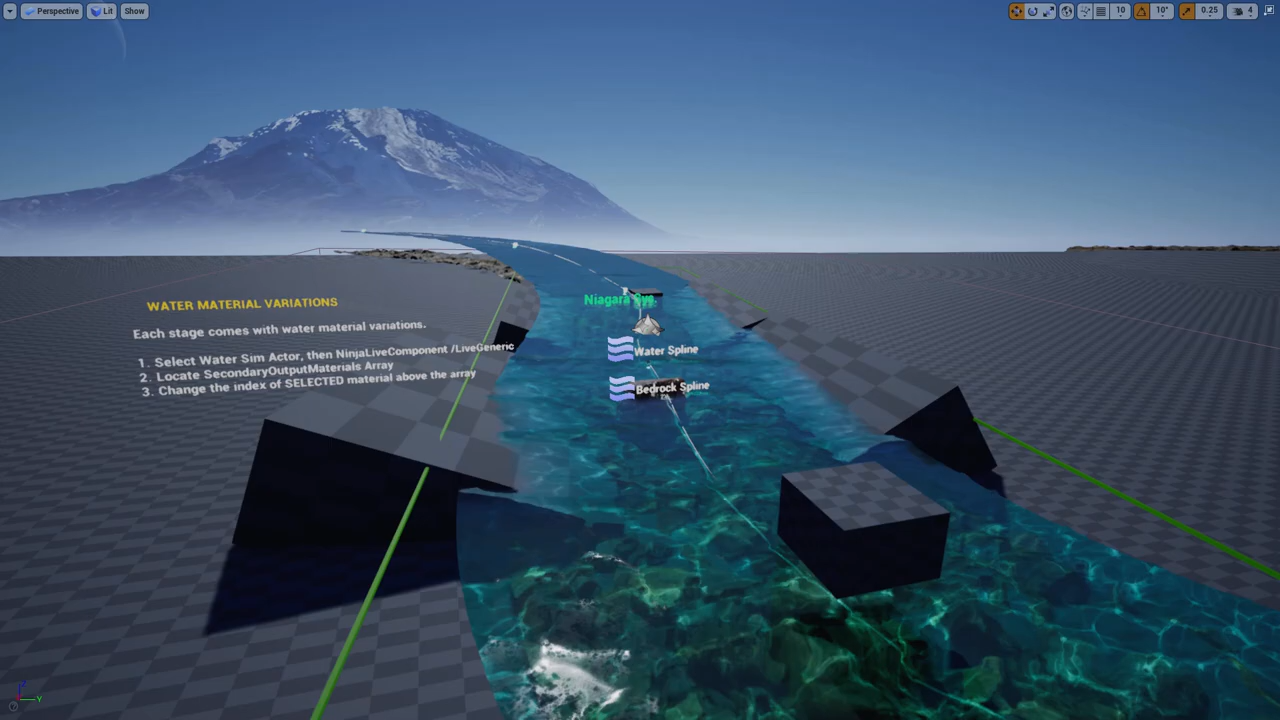 Perspective
Lit
Show
10
10°
0.25
4
Niagara Sys.
WATER MATERIAL VARIATIONS
Each stage comes with water material variations.
1. Select Water Sim Actor, then NinjaLiveComponent /LiveGeneric
2. Locate SecondaryOutputMaterials Array
3. Change the index of SELECTED material above the array
Water Spline
Bedrock Spline
Z
Y